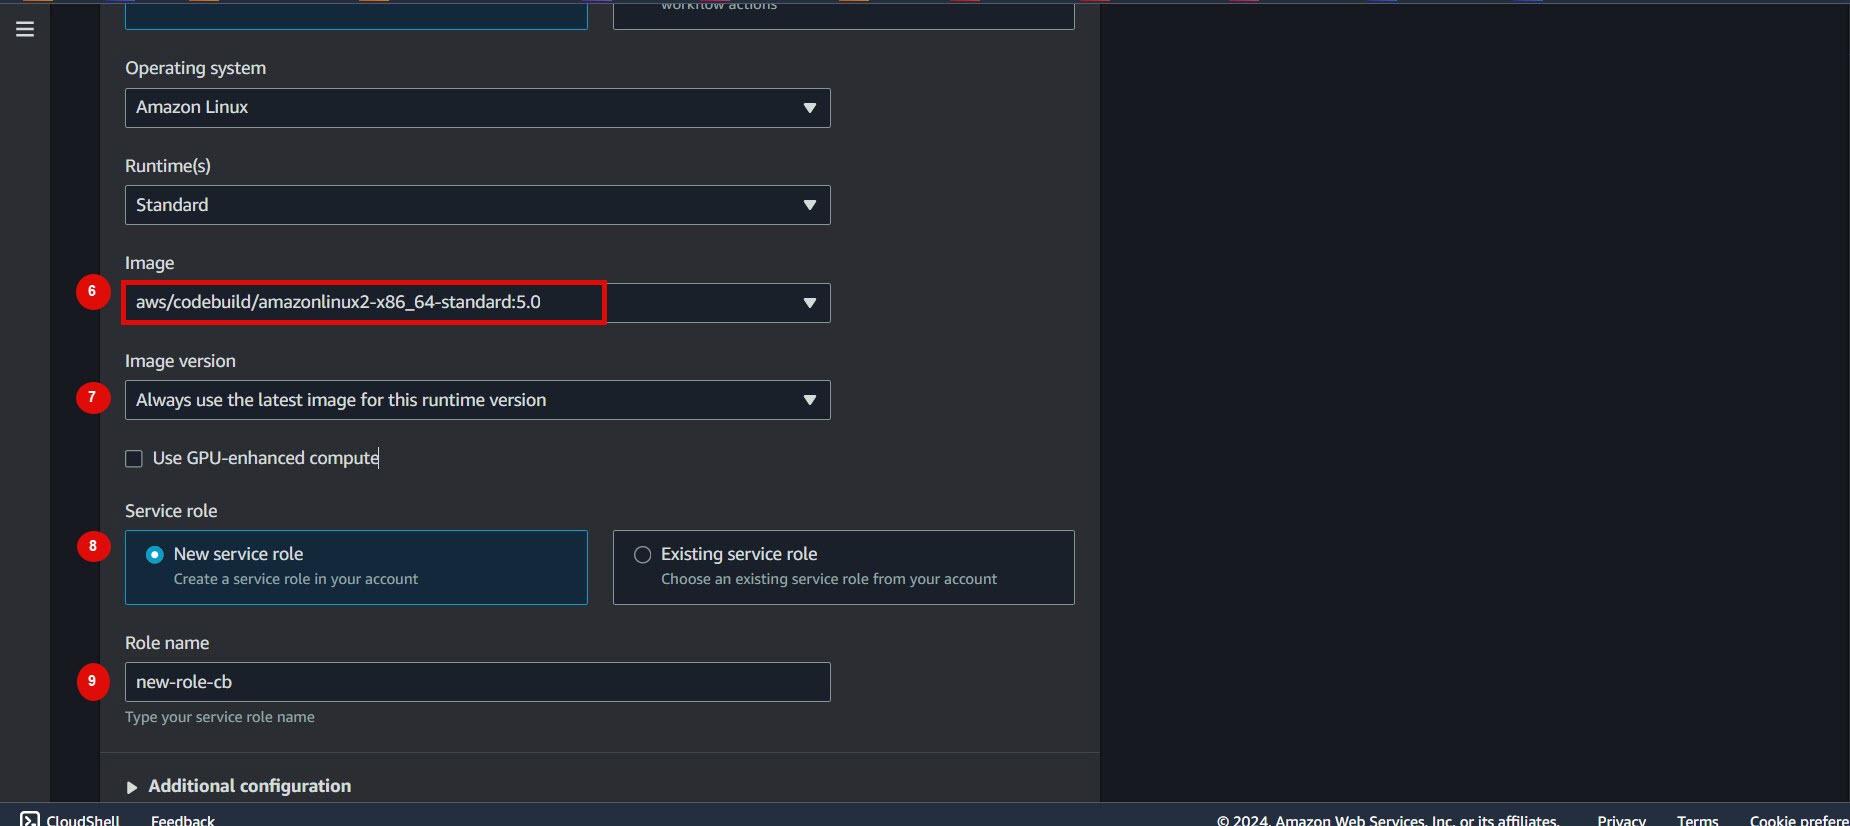 workflow actions
Operating system
Amazon Linux
Runtime(s)
Standard
Image
6
aws/codebuild/amazonlinux2-x86_64-standard:5.0
Image version
7
Always use the latest image for this runtime version
Use GPU-enhanced compute
Service role
8
New service role
Create a service role in your account
Existing service role
Choose an existing service role from your account
Role name
9
new-role-cb
Type your service role name
Additional configuration
CloudShell Feedback © 2024, Amazon Web Services, Inc. or its affiliates. Privacy Terms Cookie prefere